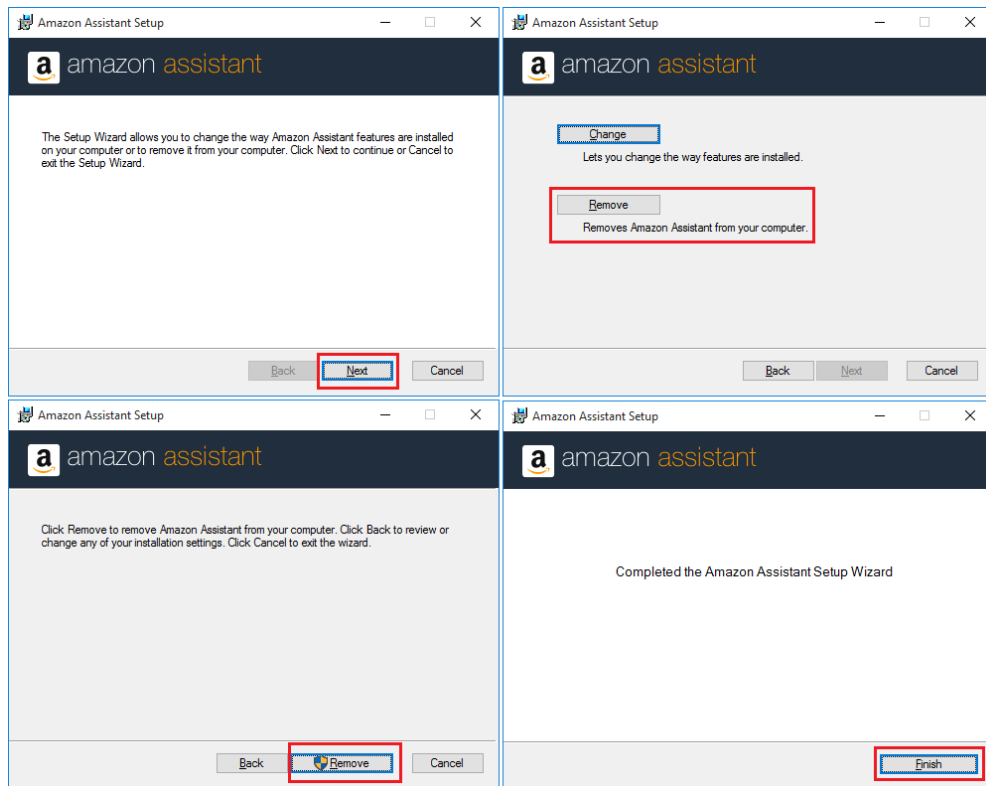 Amazon Assistant Setup
a amazon assistant
The Setup Wizard allows you to change the way Amazon Assistant features are installed
on your computer or to remove it from your computer. Click Next to continue or Cancel to
exit the Setup Wizard.
Back Next Cancel
Amazon Assistant Setup
a amazon assistant
Change
Lets you change the way features are installed.
Remove
Removes Amazon Assistant from your computer.
Back Next Cancel
Amazon Assistant Setup
a amazon assistant
Click Remove to remove Amazon Assistant from your computer. Click Back to review or
change any of your installation settings. Click Cancel to exit the wizard.
Back Remove Cancel
Amazon Assistant Setup
a amazon assistant
Completed the Amazon Assistant Setup Wizard
Finish